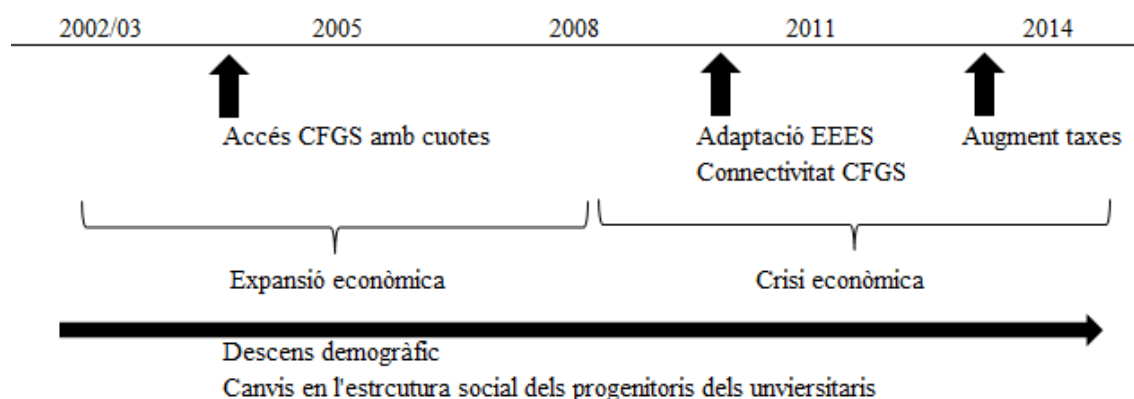 2002/03 2005 2008 2011 2014
Accés CFGS amb cuotes
Adaptació EEES
Connectivitat CFGS
Augment taxes
Expansió econòmica
Crisi econòmica
Descens demogràfic
Canvis en l'estrcutura social dels progenitoris dels unviersitaris